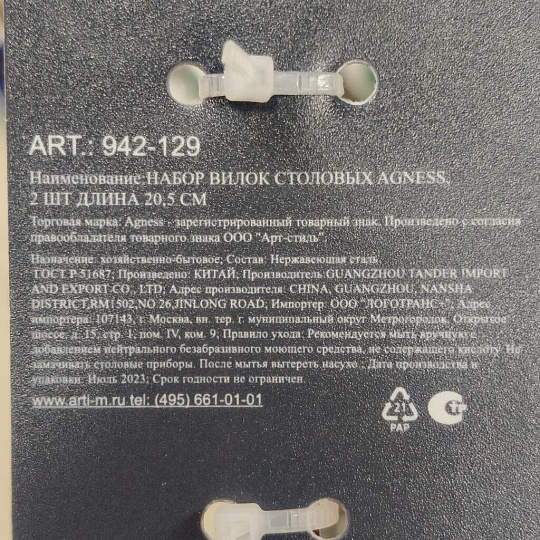 ART.: 942-129
Наименование:НАБОР ВИЛОК СТОЛОВЫХ AGNESS,
2 ШТ ДЛИНА 20,5 СМ
Торговая марка: Agness - зарегистрированный товарный знак. Произведено с согласия
правообладателя товарного знака ООО "Арт-стиль".
Назначение: хозяйственно-бытовое; Состав: Нержавеющая сталь
ГОСТ Р 51687; Произведено: КИТАЙ; Производитель:GUANGZHOU TANDER IMPORT
AND EXPORT CO., LTD; Адрес производителя: CHINA, GUANGZHOU, NANSHA
DISTRICT,RM1502,NO.26,JINLONG ROAD; Импортер: ООО "ЛОГОТРАНС+"; Адрес
импортера: 107143, г. Москва, вн. тер. г. муниципальный округ Метрогородок, Открытое
шоссе, д. 15, стр. 1, пом. IV, ком. 9; Правило ухода: Рекомендуется мыть вручную с
добавлением нейтрального безабразивного моющего средства, не содержащего кислоту. Не
замачивать столовые приборы. После мытья вытереть насухо.; Дата производства и
упаковки: Июль 2023; Срок годности не ограничен.
www.arti-m.ru tel: (495) 661-01-01
21
PAP